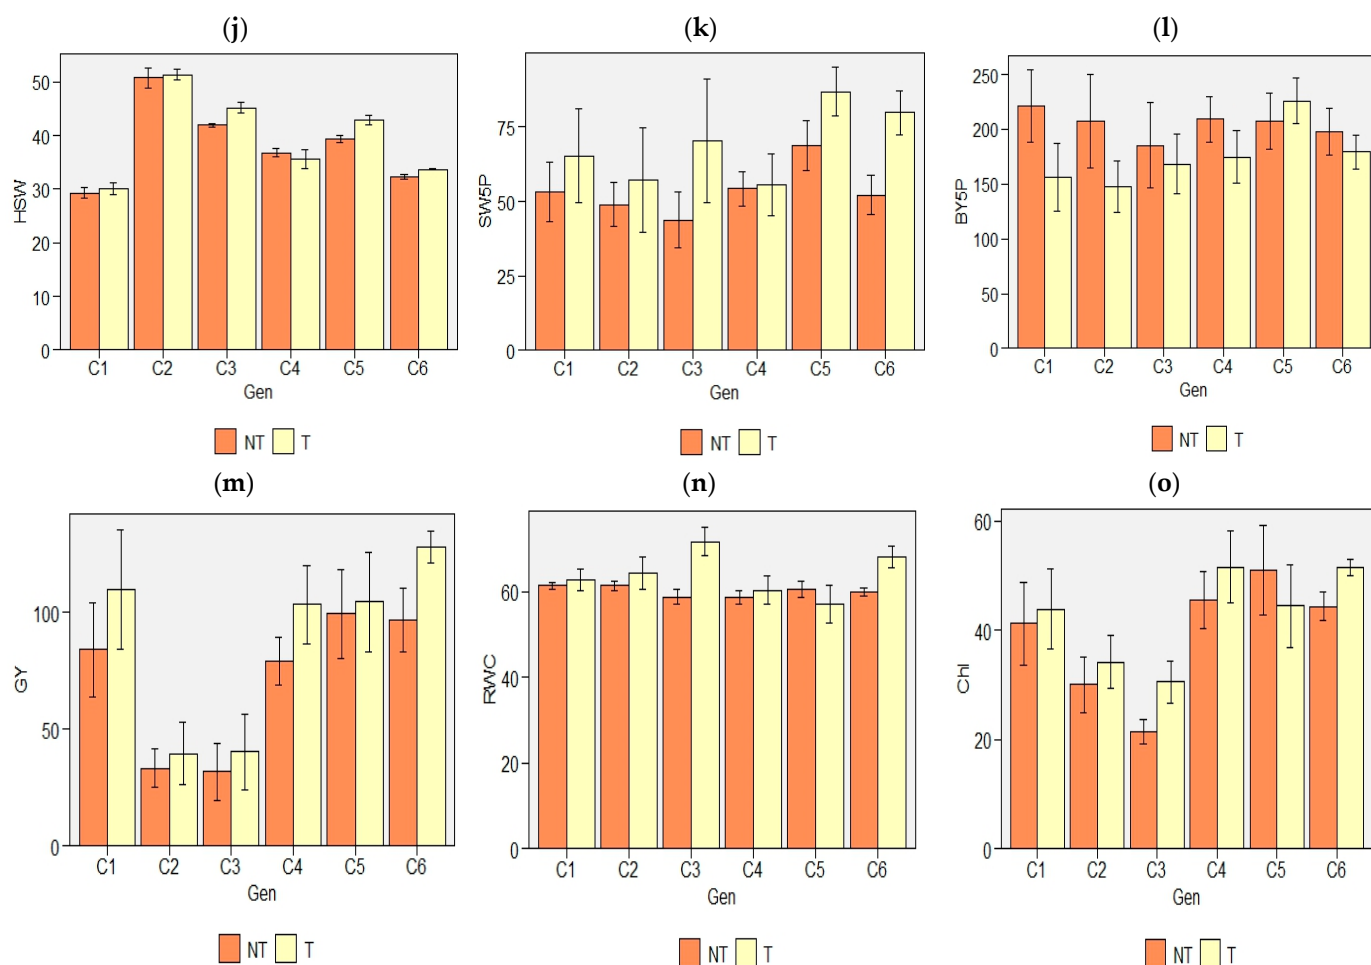 (j)
HSW
50
40
30
20
10
0
C1 C2 C3 C4 C5 C6
Gen
NT T
(k)
SW5P
75
50
25
0
C1 C2 C3 C4 C5 C6
Gen
NT T
(l)
BY5P
250
200
150
100
50
0
C1 C2 C3 C4 C5 C6
Gen
NT T
(m)
GY
100
50
0
C1 C2 C3 C4 C5 C6
Gen
NT T
(n)
RWC
60
40
20
0
C1 C2 C3 C4 C5 C6
Gen
NT T
(o)
Chl
60
40
20
0
C1 C2 C3 C4 C5 C6
Gen
NT T